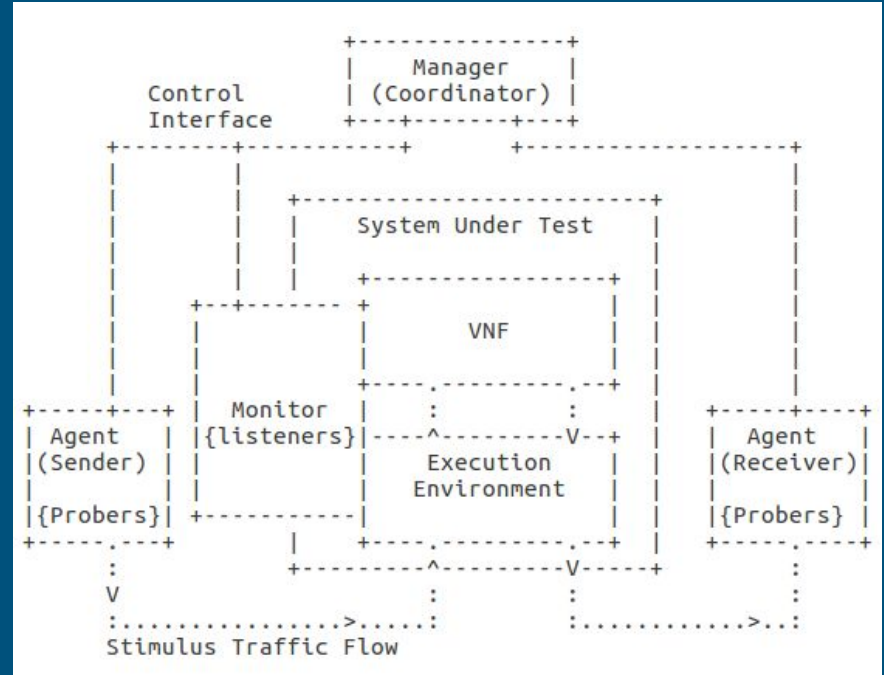 Manager
(Coordinator)
Control
Interface
System Under Test
VNF
Monitor
{listeners}
Agent
(Sender)
{Probers}
Execution
Environment
Agent
(Receiver)
{Probers}
Stimulus Traffic Flow